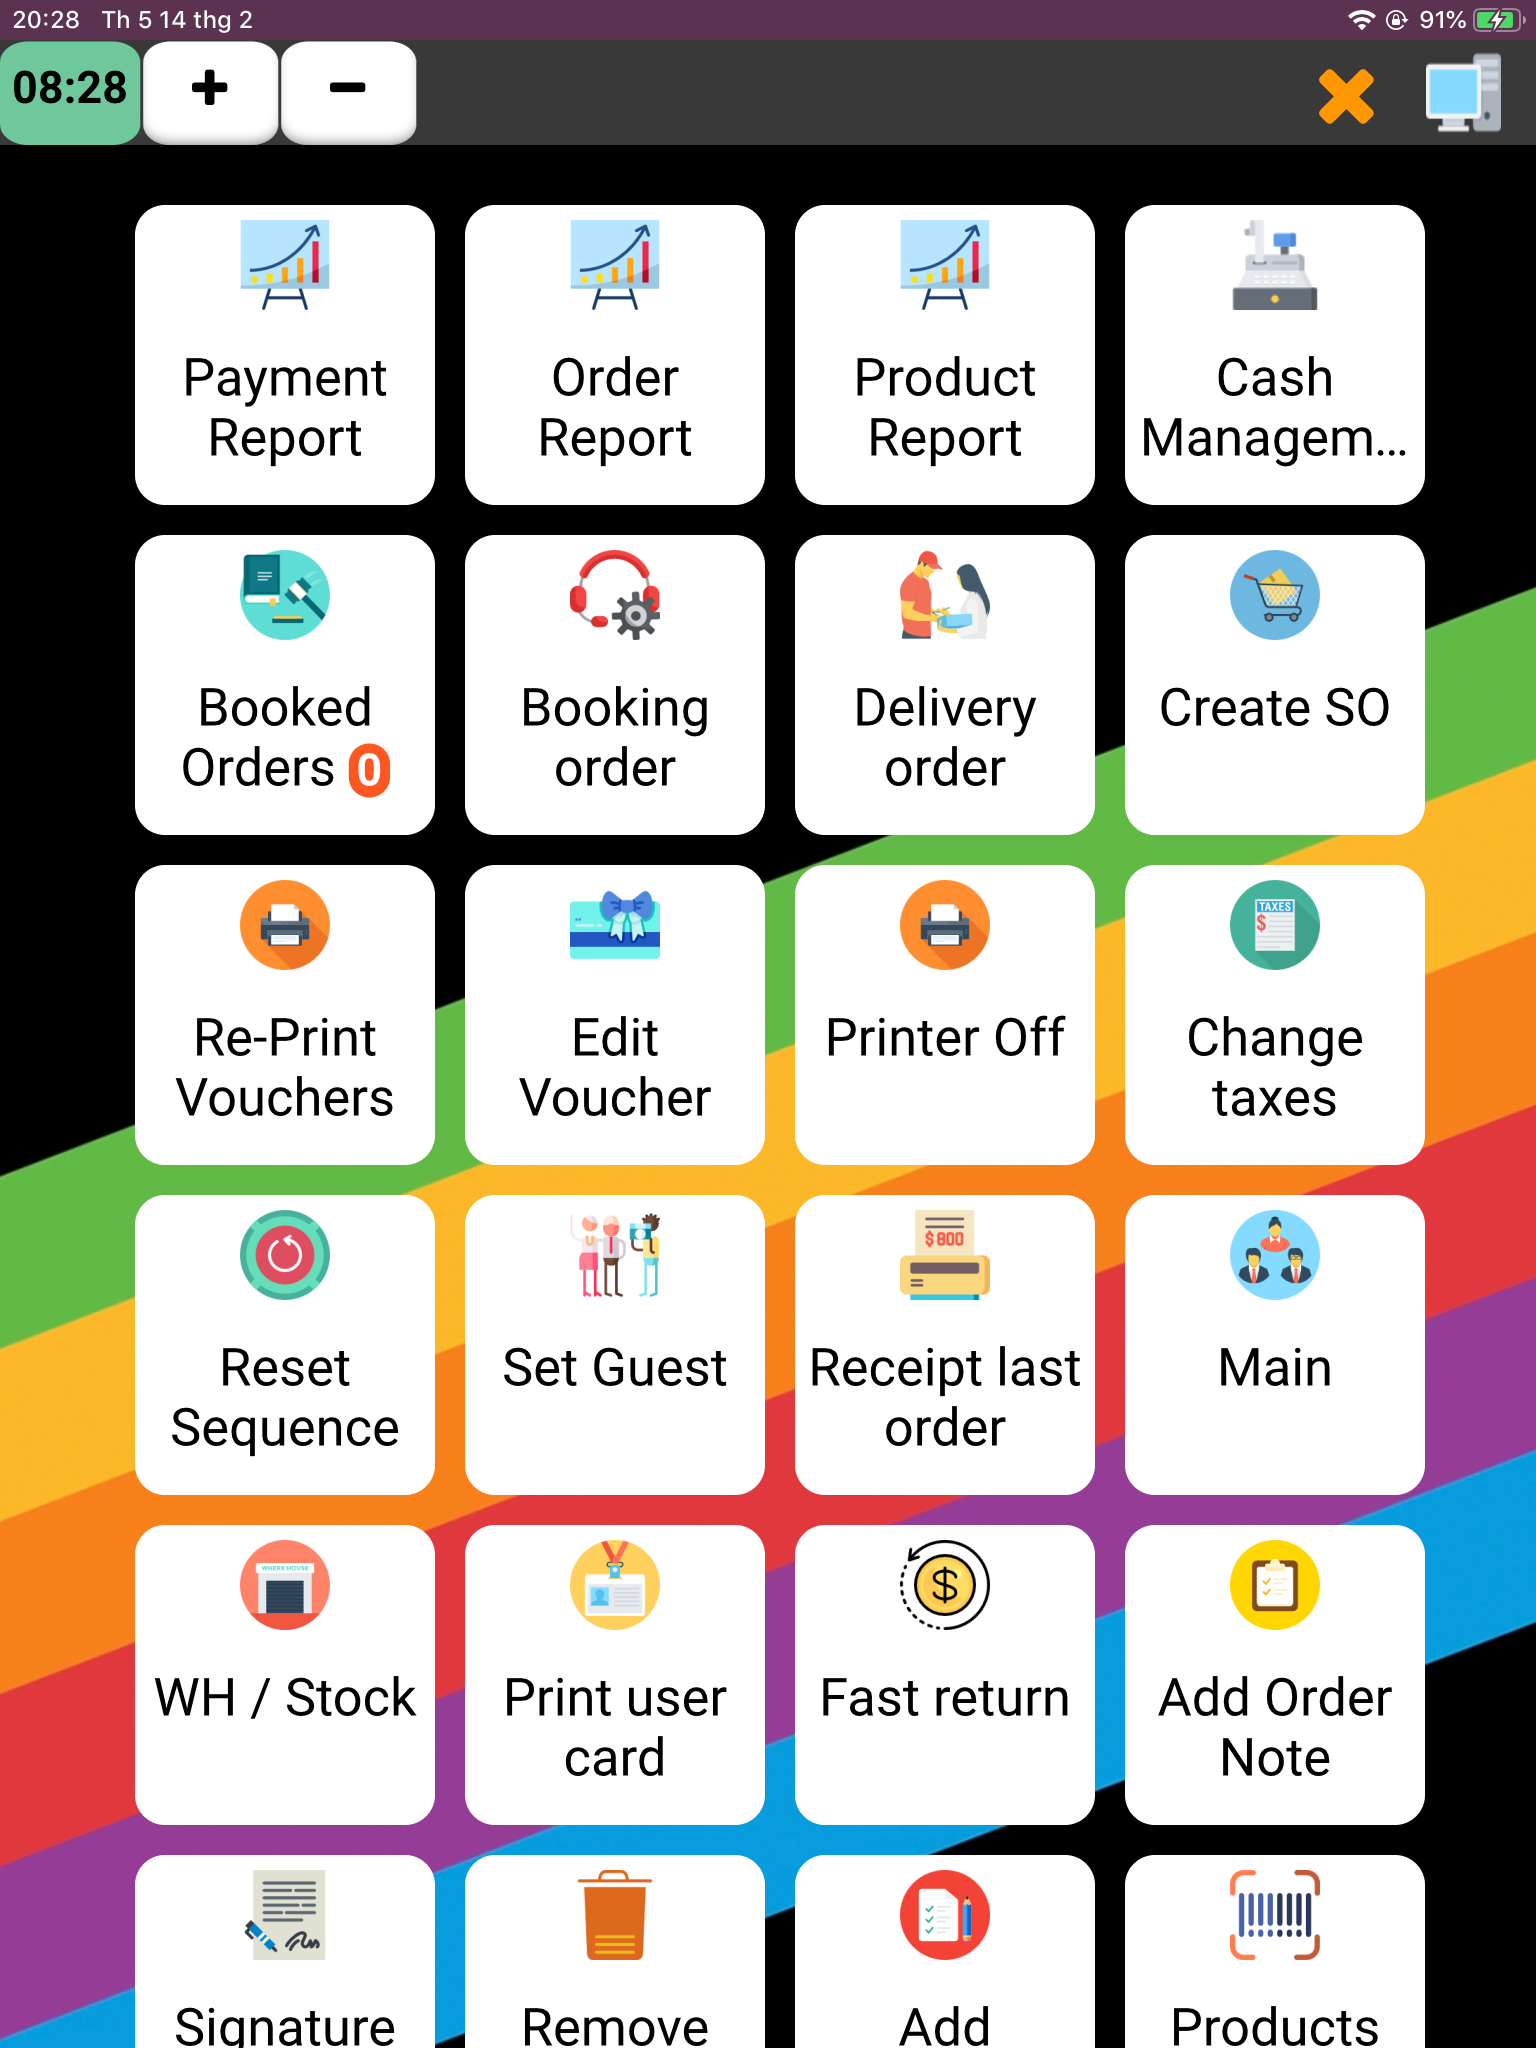 20:28 Th 5 14 thg 2
91%
08:28 + −
Payment
Report
Order
Report
Product
Report
Cash
Managem...
Booked
Orders 0
Booking
order
Delivery
order
Create SO
Re-Print
Vouchers
Edit
Voucher
Printer Off
TAXES
$
Change
taxes
Reset
Sequence
Set Guest
$800
Receipt last
order
Main
WHERE HOUSE
WH / Stock
Print user
card
$
Fast return
Add Order
Note
Signature
Remove
Add
Products